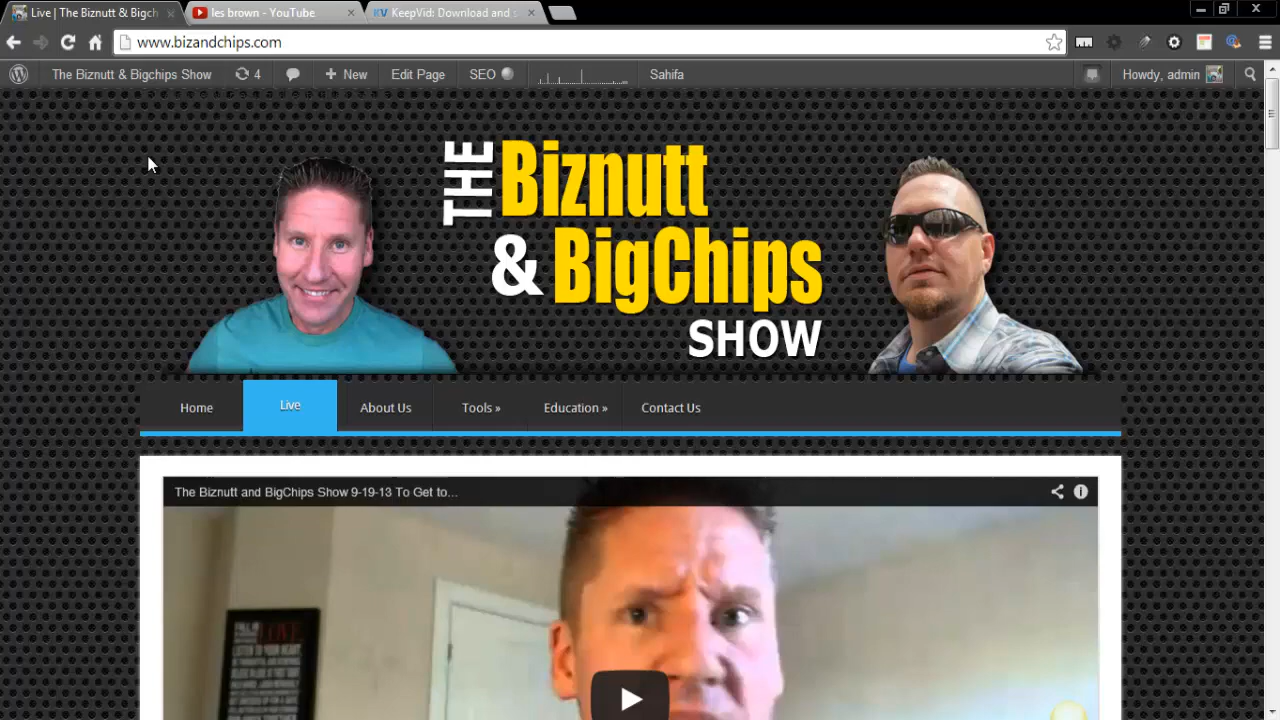 Live | The Biznutt & Bigch
les brown - YouTube
KeepVid: Download and s
www.bizandchips.com
The Biznutt & Bigchips Show
4
New
Edit Page
SEO
Sahifa
Howdy, admin
THE Biznutt
& BigChips
SHOW
Home
Live
About Us
Tools »
Education »
Contact Us
The Biznutt and BigChips Show 9-19-13 To Get to...